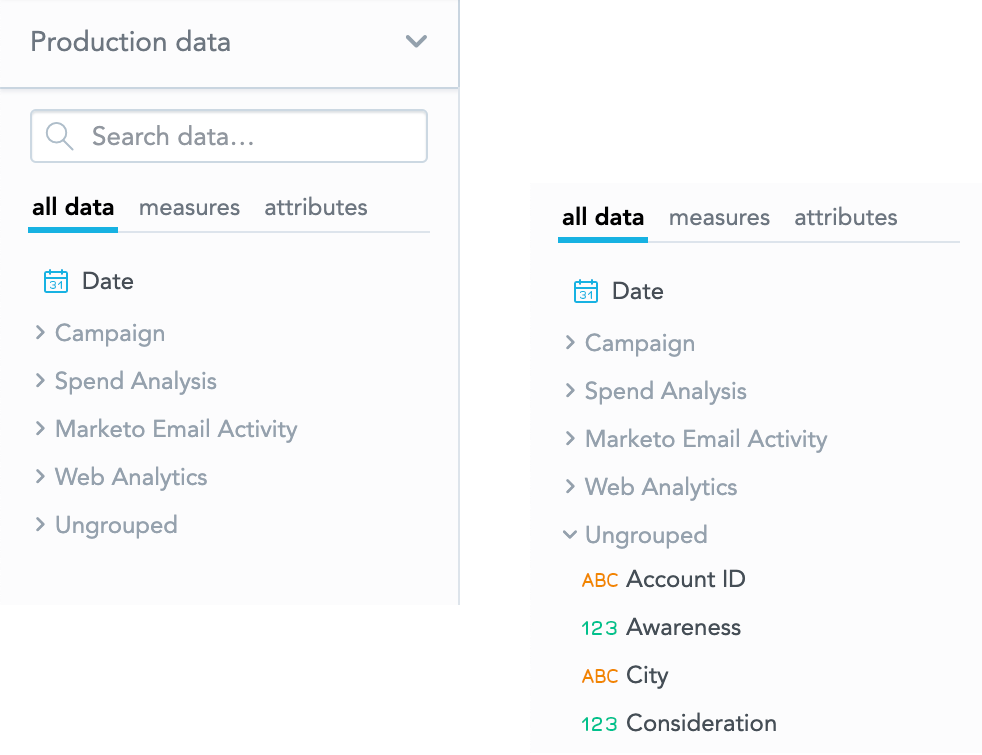 Production data
Search data...
all data measures attributes
31 Date
Campaign
Spend Analysis
Marketo Email Activity
Web Analytics
Ungrouped
all data measures attributes
31 Date
Campaign
Spend Analysis
Marketo Email Activity
Web Analytics
Ungrouped
ABC Account ID
123 Awareness
ABC City
123 Consideration